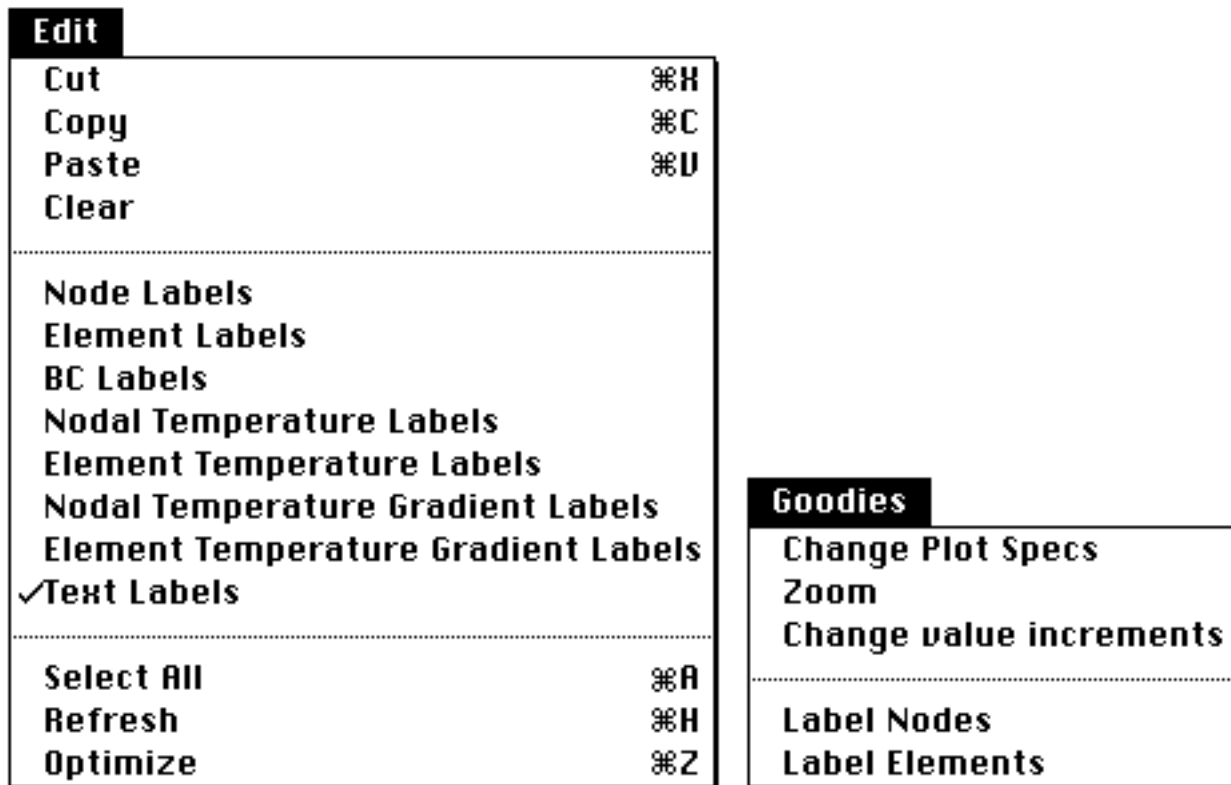 Edit
Cut ⌘X
Copy ⌘C
Paste ⌘V
Clear
Node Labels
Element Labels
BC Labels
Nodal Temperature Labels
Element Temperature Labels
Nodal Temperature Gradient Labels
Element Temperature Gradient Labels
✓Text Labels
Select All ⌘A
Refresh ⌘H
Optimize ⌘Z
Goodies
Change Plot Specs
Zoom
Change value increments
Label Nodes
Label Elements